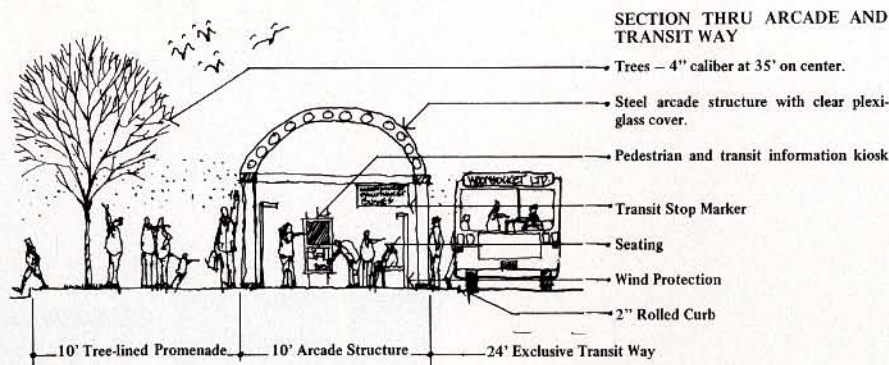 SECTION THRU ARCADE AND
TRANSIT WAY
Trees – 4" caliber at 35' on center.
Steel arcade structure with clear plexi-
glass cover.
Pedestrian and transit information kiosk
WOONSOCKET LTD.
Transit Stop Marker
Seating
Wind Protection
2" Rolled Curb
10' Tree-lined Promenade
10' Arcade Structure
24' Exclusive Transit Way